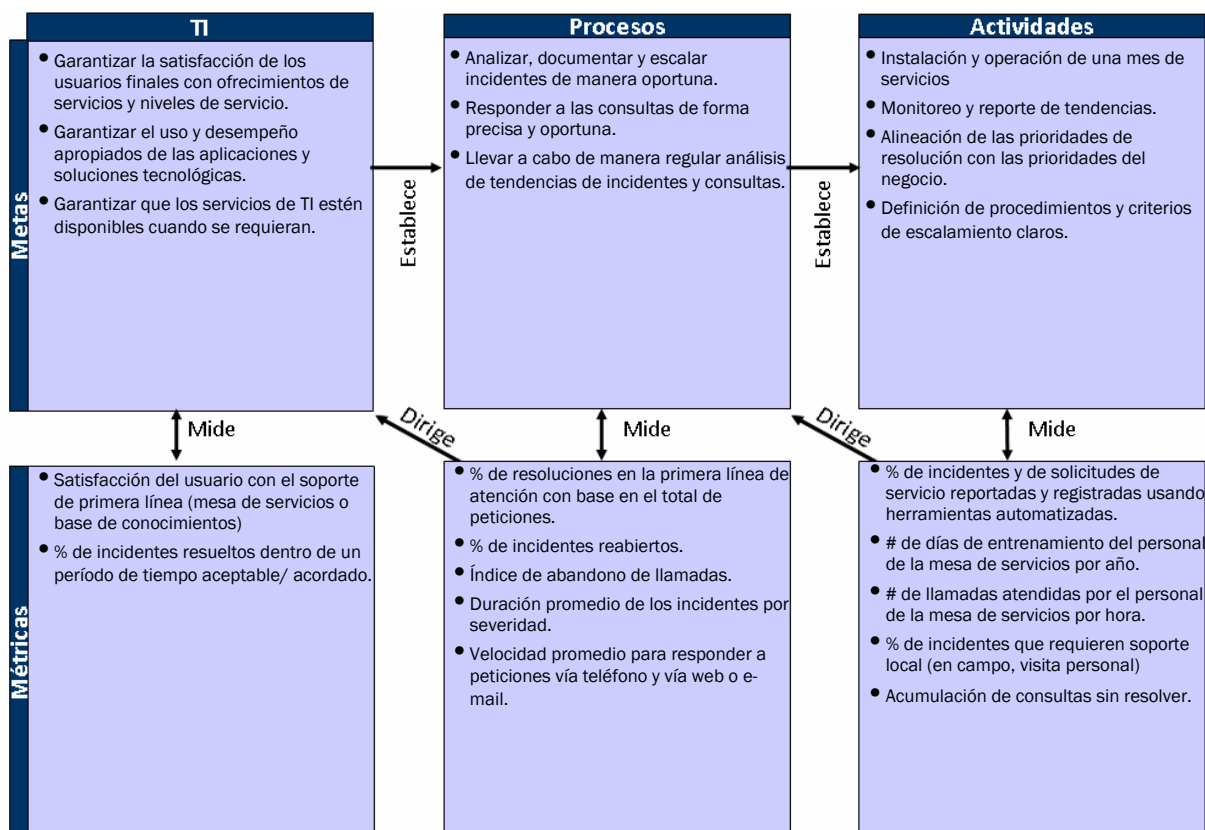 TI
Procesos
Actividades
Metas
• Garantizar la satisfacción de los
usuarios finales con ofrecimientos de
servicios y niveles de servicio.
• Garantizar el uso y desempeño
apropiados de las aplicaciones y
soluciones tecnológicas.
• Garantizar que los servicios de TI estén
disponibles cuando se requieran.
Establece
• Analizar, documentar y escalar
incidentes de manera oportuna.
• Responder a las consultas de forma
precisa y oportuna.
• Llevar a cabo de manera regular análisis
de tendencias de incidentes y consultas.
Establece
• Instalación y operación de una mes de
servicios
• Monitoreo y reporte de tendencias.
• Alineación de las prioridades de
resolución con las prioridades del
negocio.
• Definición de procedimientos y criterios
de escalamiento claros.
Mide
Dirige
Mide
Dirige
Mide
Métricas
• Satisfacción del usuario con el soporte
de primera línea (mesa de servicios o
base de conocimientos)
• % de incidentes resueltos dentro de un
período de tiempo aceptable/ acordado.
• % de resoluciones en la primera línea de
atención con base en el total de
peticiones.
• % de incidentes reabiertos.
• Índice de abandono de llamadas.
• Duración promedio de los incidentes por
severidad.
• Velocidad promedio para responder a
peticiones vía teléfono y vía web o e-
mail.
• % de incidentes y de solicitudes de
servicio reportadas y registradas usando
herramientas automatizadas.
• # de días de entrenamiento del personal
de la mesa de servicios por año.
• # de llamadas atendidas por el personal
de la mesa de servicios por hora.
• % de incidentes que requieren soporte
local (en campo, visita personal)
• Acumulación de consultas sin resolver.